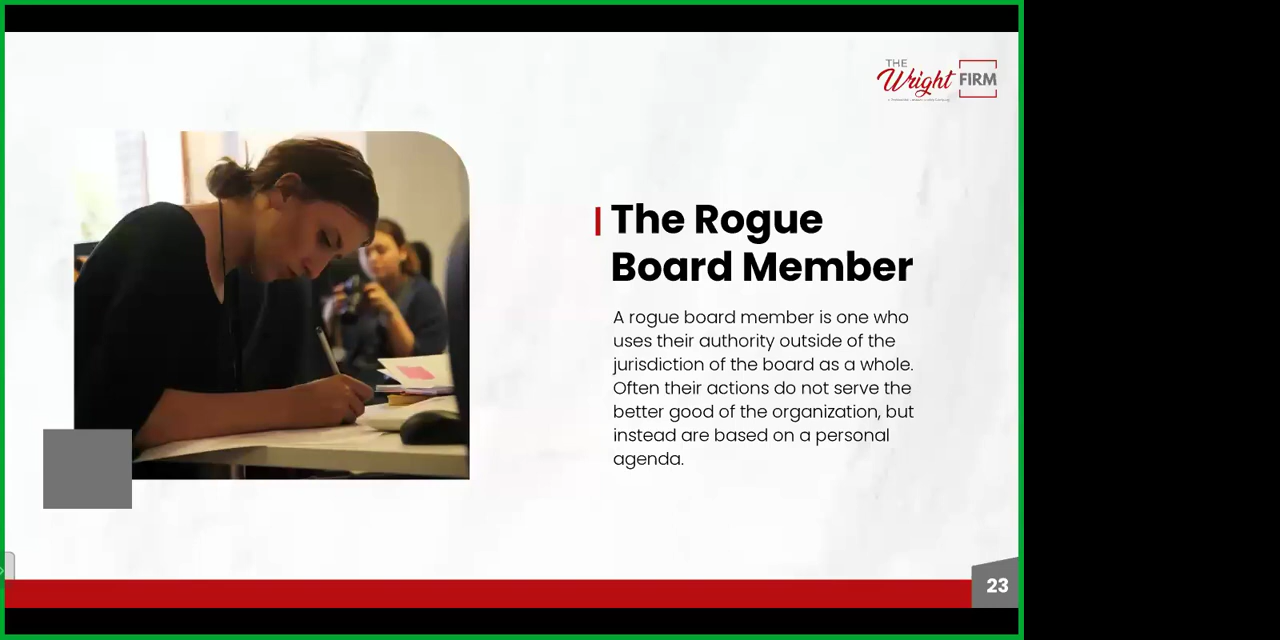 THE
Wright FIRM
The Rogue
Board Member
A rogue board member is one who
uses their authority outside of the
jurisdiction of the board as a whole.
Often their actions do not serve the
better good of the organization, but
instead are based on a personal
agenda.
23